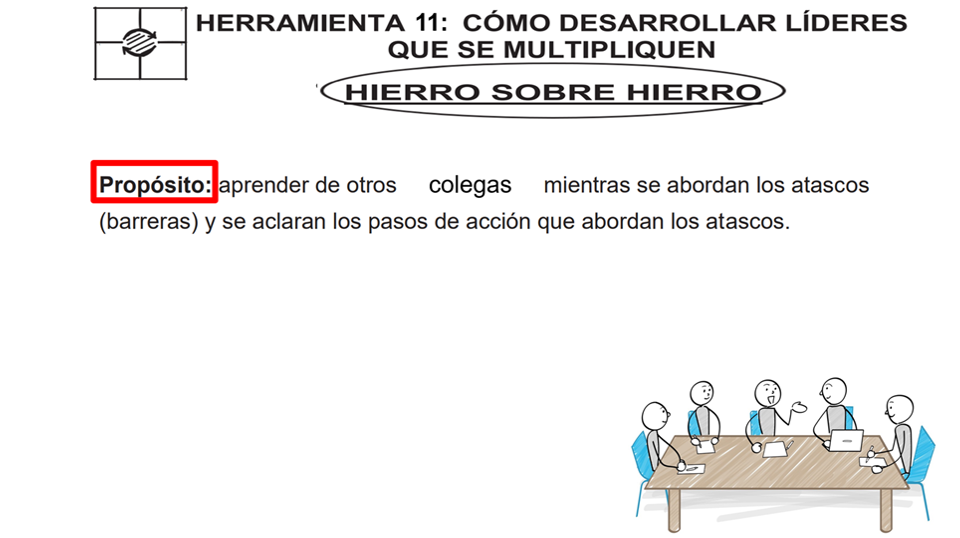 HERRAMIENTA 11: CÓMO DESARROLLAR LÍDERES
QUE SE MULTIPLIQUEN
HIERRO SOBRE HIERRO
Propósito: aprender de otros colegas mientras se abordan los atascos
(barreras) y se aclaran los pasos de acción que abordan los atascos.